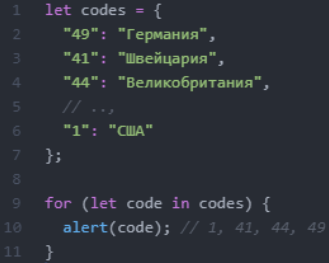 1 let codes = {
2   "49": "Германия",
3   "41": "Швейцария",
4   "44": "Великобритания",
5   // ..,
6   "1": "США"
7 };
8
9 for (let code in codes) {
10   alert(code); // 1, 41, 44, 49
11 }